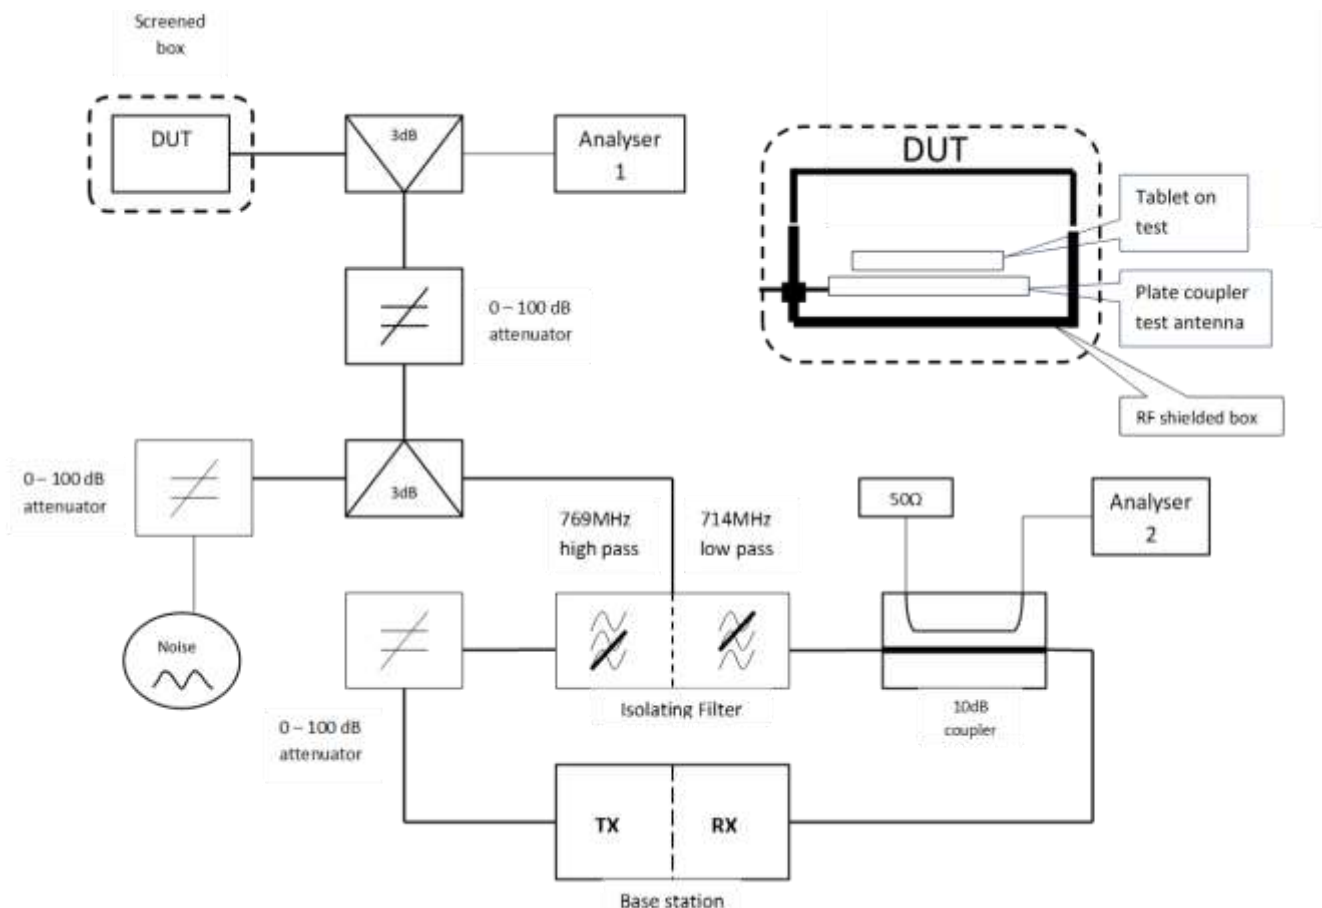 Screened
box
DUT
3dB
Analyser
1
DUT
Tablet on
test
Plate coupler
test antenna
RF shielded box
0 – 100 dB
attenuator
0 – 100 dB
attenuator
3dB
769MHz
high pass
714MHz
low pass
50Ω
Analyser
2
Noise
Isolating Filter
10dB
coupler
0 – 100 dB
attenuator
TX
RX
Base station